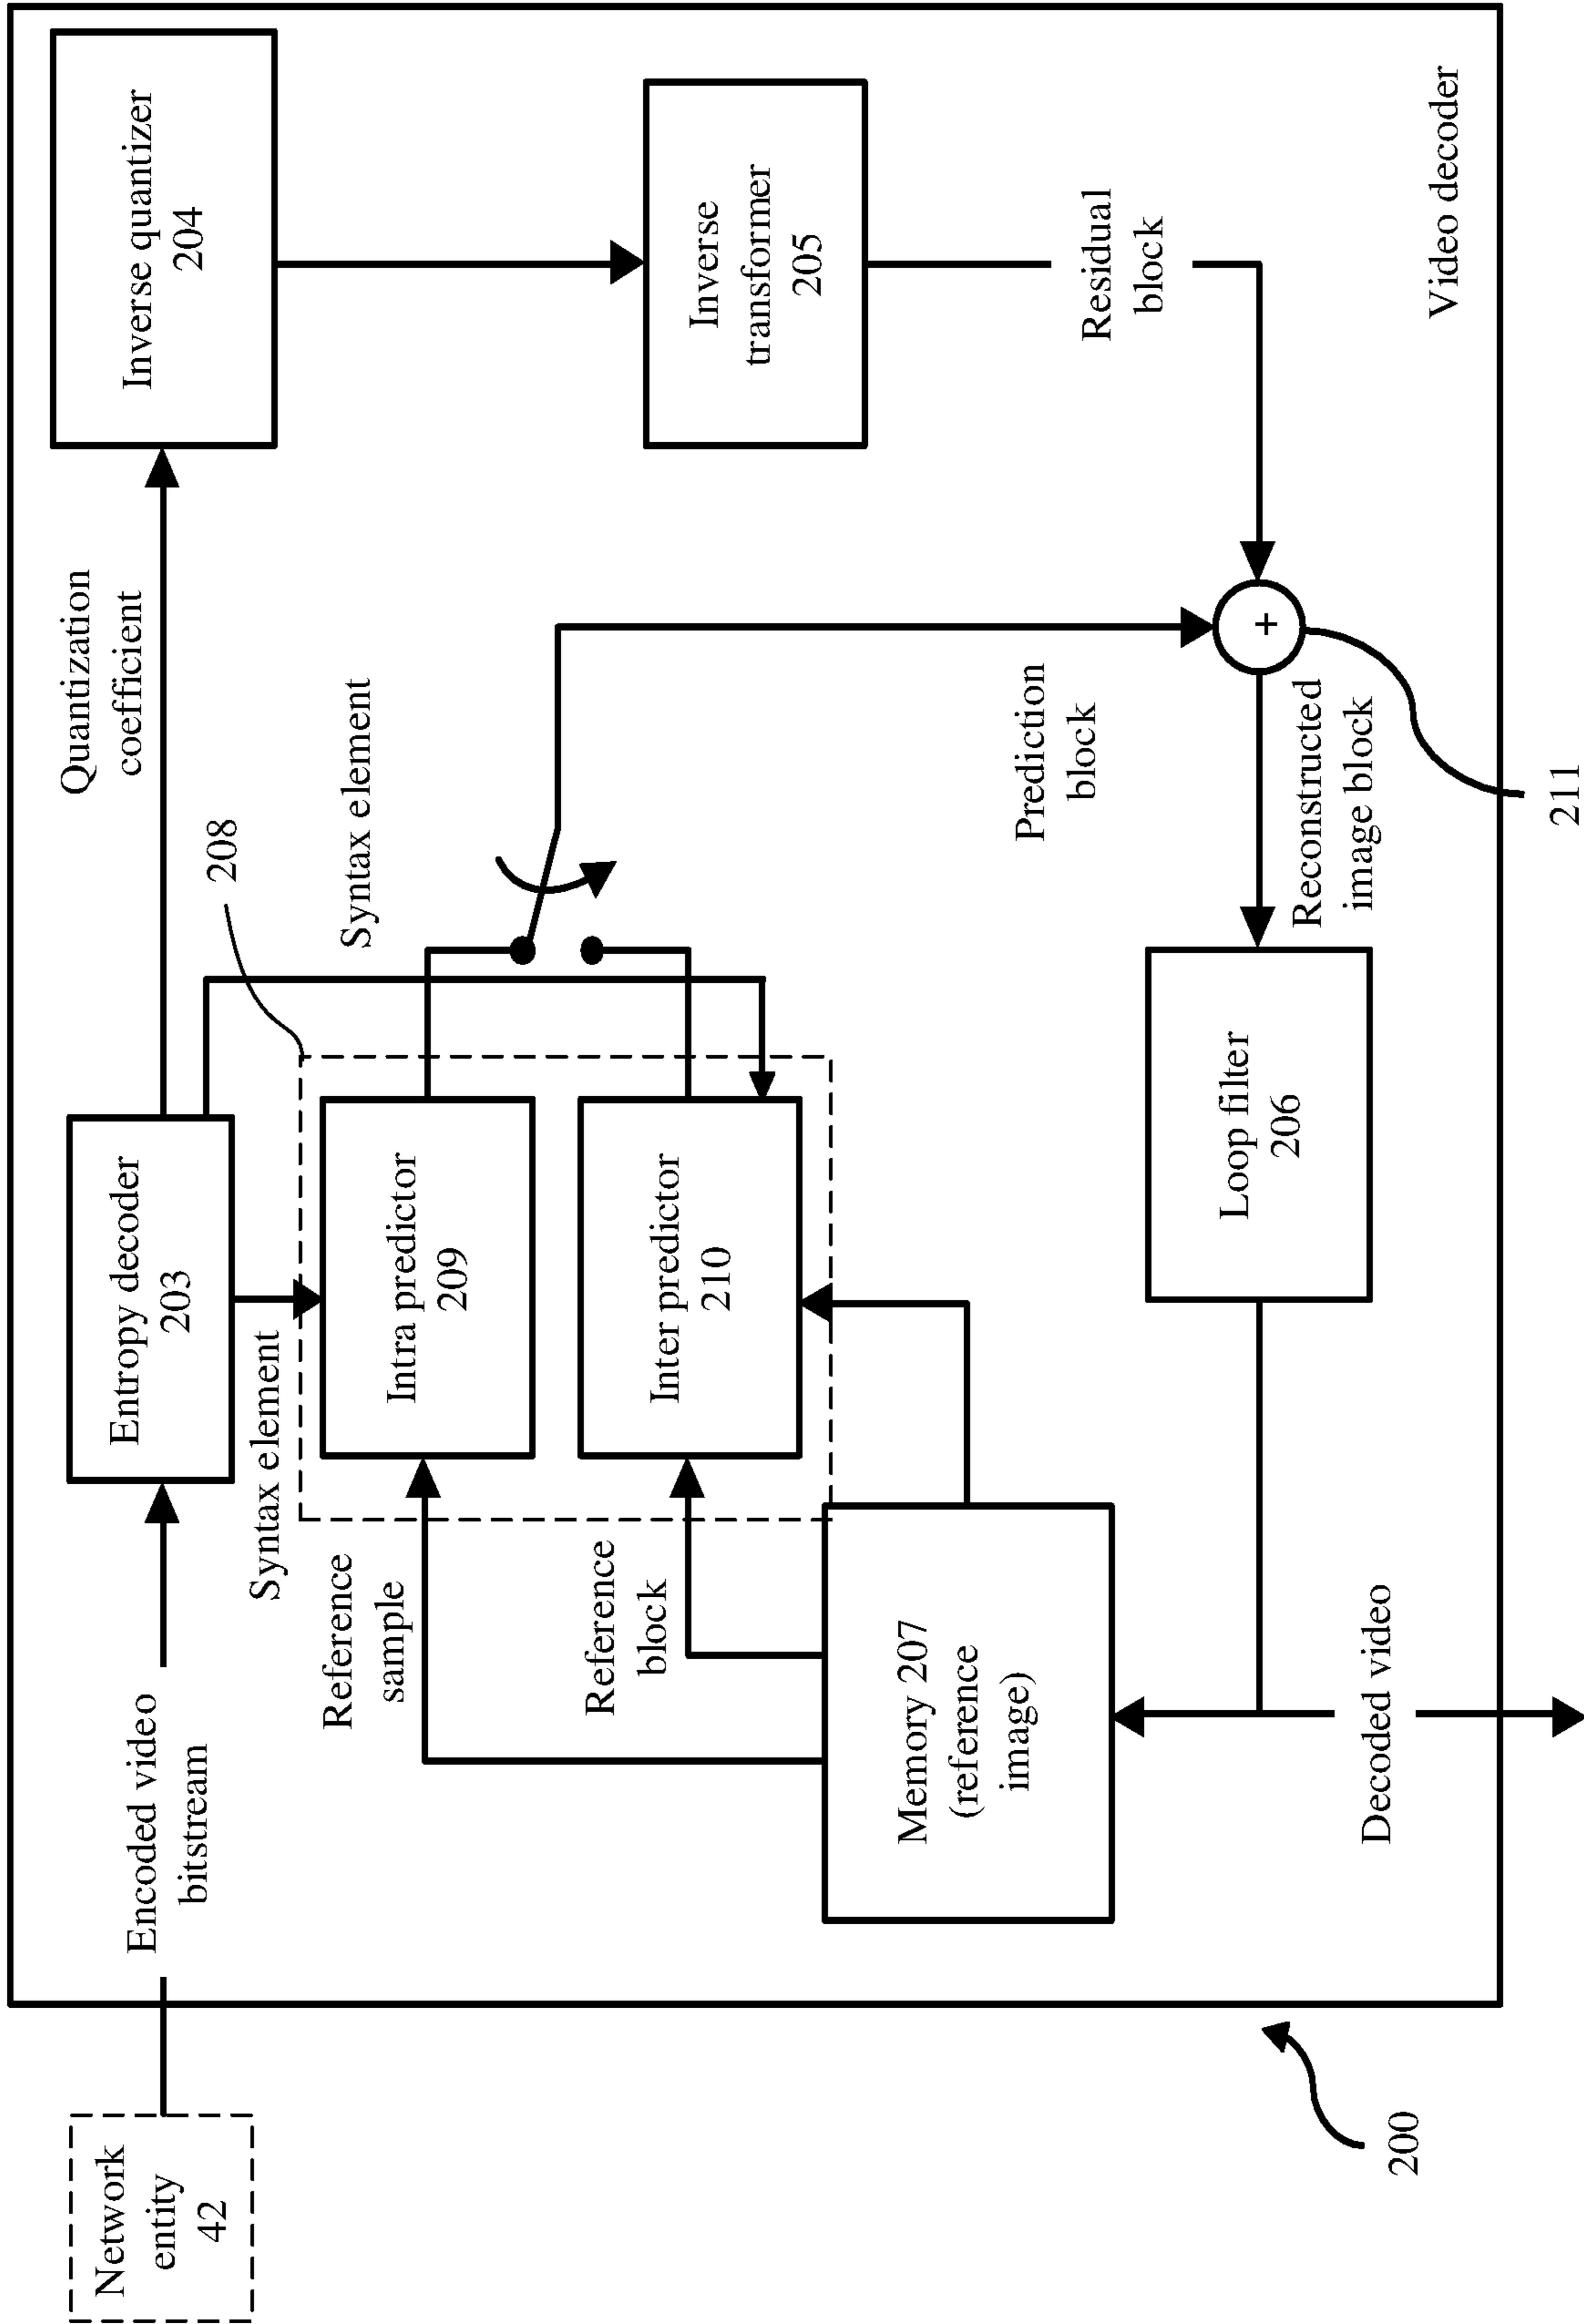 Network
entity
42
Encoded video
bitstream
Entropy decoder
203
Quantization
coefficient
Inverse quantizer
204
Syntax element
208
Syntax element
Reference
sample
Intra predictor
209
Reference
block
Inter predictor
210
Inverse
transformer
205
Memory 207
(reference
image)
Prediction
block
Residual
block
Loop filter
206
Reconstructed
image block
+
Decoded video
Video decoder
200
211